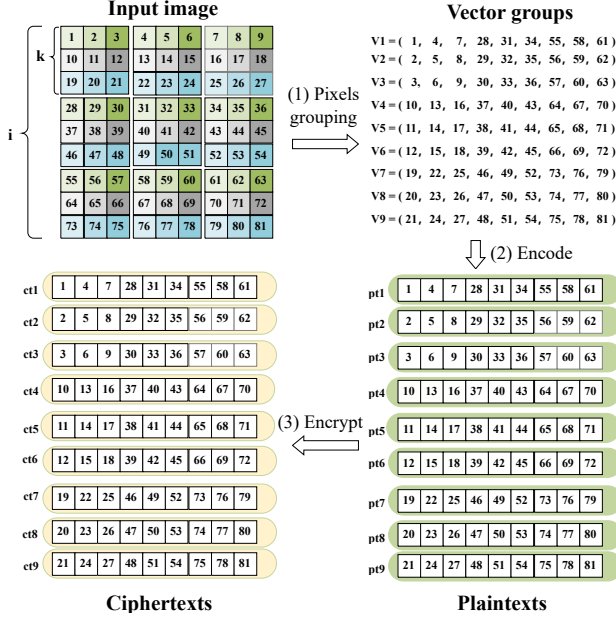 Input image
k
i
1 2 3 4 5 6 7 8 9
10 11 12 13 14 15 16 17 18
19 20 21 22 23 24 25 26 27
28 29 30 31 32 33 34 35 36
37 38 39 40 41 42 43 44 45
46 47 48 49 50 51 52 53 54
55 56 57 58 59 60 61 62 63
64 65 66 67 68 69 70 71 72
73 74 75 76 77 78 79 80 81
(1) Pixels
grouping
Vector groups
V1 = ( 1, 4, 7, 28, 31, 34, 55, 58, 61)
V2 = ( 2, 5, 8, 29, 32, 35, 56, 59, 62)
V3 = ( 3, 6, 9, 30, 33, 36, 57, 60, 63)
V4 = ( 10, 13, 16, 37, 40, 43, 64, 67, 70)
V5 = ( 11, 14, 17, 38, 41, 44, 65, 68, 71)
V6 = ( 12, 15, 18, 39, 42, 45, 66, 69, 72)
V7 = ( 19, 22, 25, 46, 49, 52, 73, 76, 79)
V8 = ( 20, 23, 26, 47, 50, 53, 74, 77, 80)
V9 = ( 21, 24, 27, 48, 51, 54, 75, 78, 81)
(2) Encode
pt1 1 4 7 28 31 34 55 58 61
pt2 2 5 8 29 32 35 56 59 62
pt3 3 6 9 30 33 36 57 60 63
pt4 10 13 16 37 40 43 64 67 70
pt5 11 14 17 38 41 44 65 68 71
pt6 12 15 18 39 42 45 66 69 72
pt7 19 22 25 46 49 52 73 76 79
pt8 20 23 26 47 50 53 74 77 80
pt9 21 24 27 48 51 54 75 78 81
Plaintexts
(3) Encrypt
ct1 1 4 7 28 31 34 55 58 61
ct2 2 5 8 29 32 35 56 59 62
ct3 3 6 9 30 33 36 57 60 63
ct4 10 13 16 37 40 43 64 67 70
ct5 11 14 17 38 41 44 65 68 71
ct6 12 15 18 39 42 45 66 69 72
ct7 19 22 25 46 49 52 73 76 79
ct8 20 23 26 47 50 53 74 77 80
ct9 21 24 27 48 51 54 75 78 81
Ciphertexts